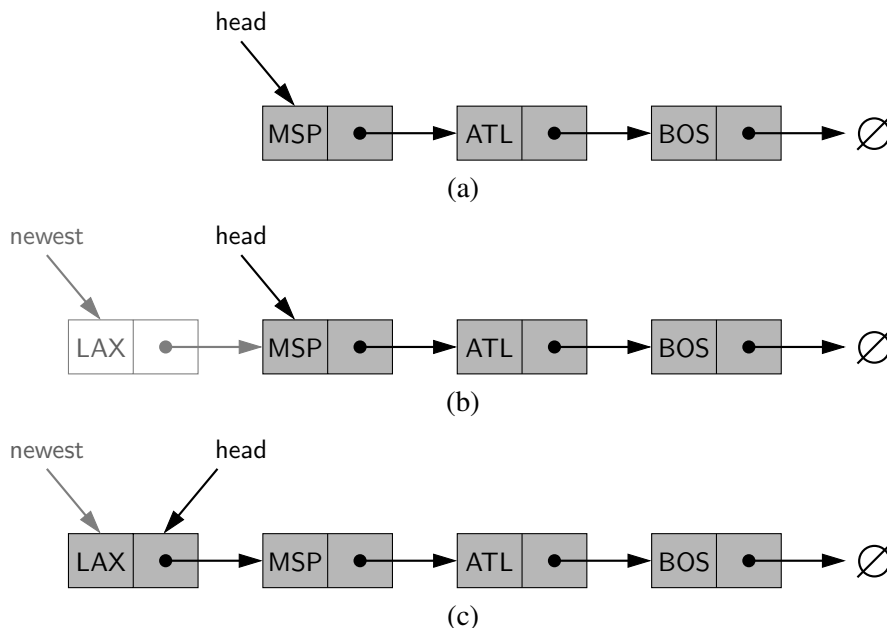 head
MSP ATL BOS ∅
(a)
newest head
LAX MSP ATL BOS ∅
(b)
newest head
LAX MSP ATL BOS ∅
(c)